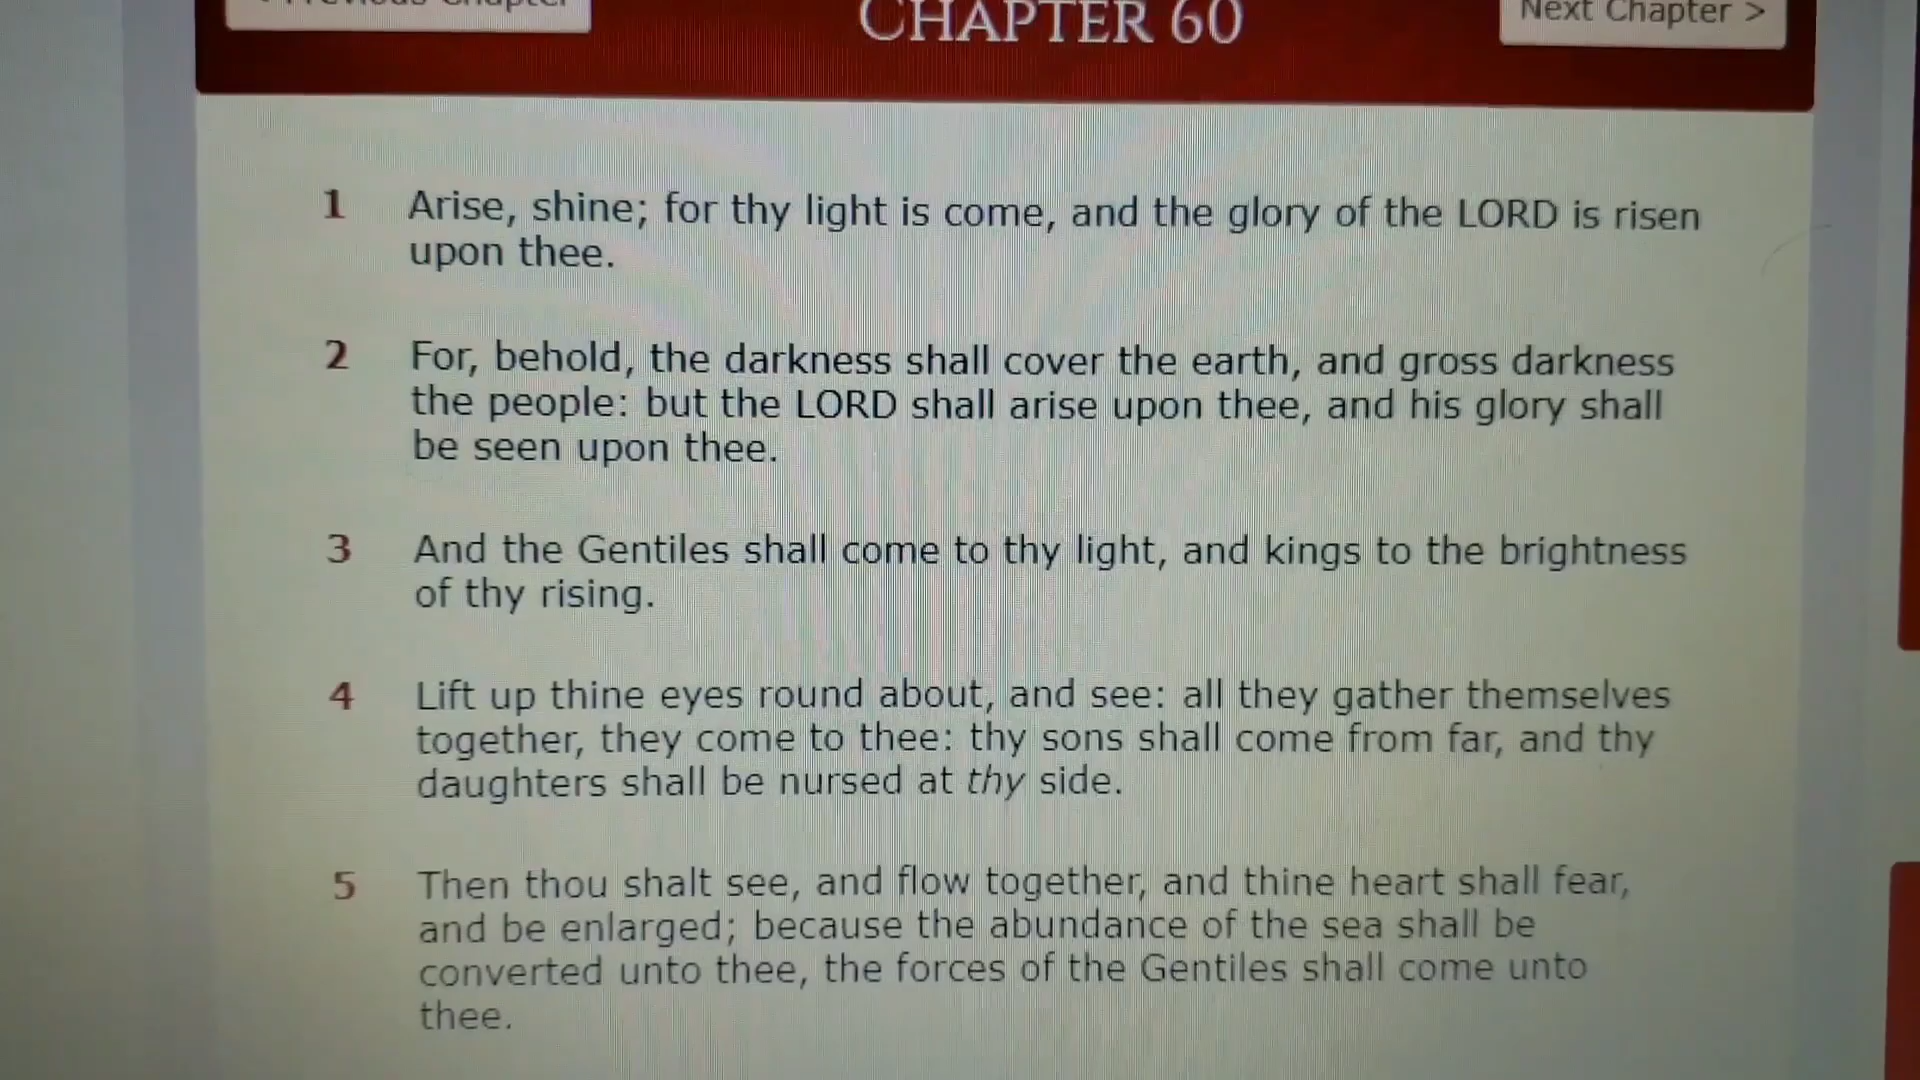 Previous Chapter
CHAPTER 60
Next Chapter >
1 Arise, shine; for thy light is come, and the glory of the LORD is risen
upon thee.
2 For, behold, the darkness shall cover the earth, and gross darkness
the people: but the LORD shall arise upon thee, and his glory shall
be seen upon thee.
3 And the Gentiles shall come to thy light, and kings to the brightness
of thy rising.
4 Lift up thine eyes round about, and see: all they gather themselves
together, they come to thee: thy sons shall come from far, and thy
daughters shall be nursed at thy side.
5 Then thou shalt see, and flow together, and thine heart shall fear,
and be enlarged; because the abundance of the sea shall be
converted unto thee, the forces of the Gentiles shall come unto
thee.